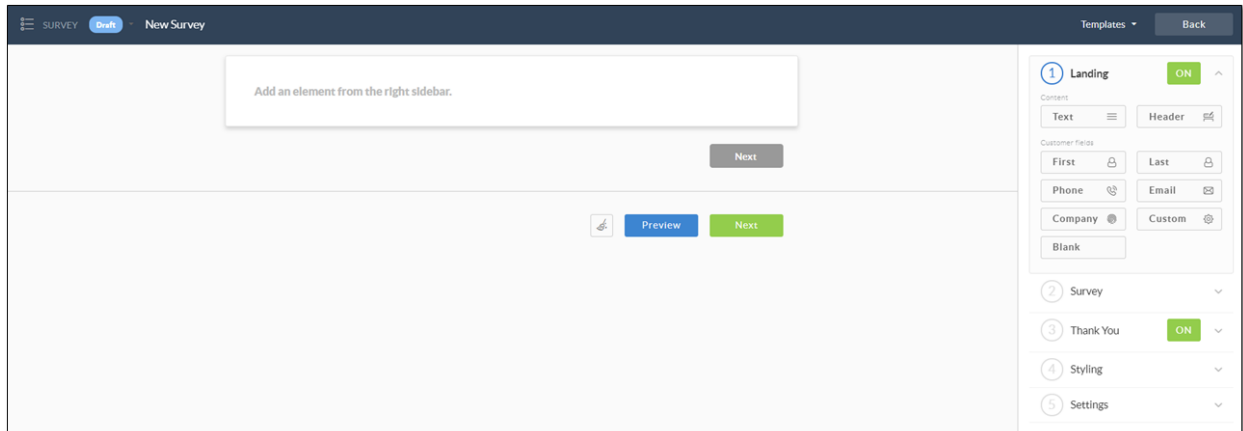 SURVEY Draft New Survey Templates Back
Add an element from the right sidebar.
Next
Preview Next
1 Landing ON
Content
Text Header
Customer fields
First Last
Phone Email
Company Custom
Blank
2 Survey
3 Thank You ON
4 Styling
5 Settings